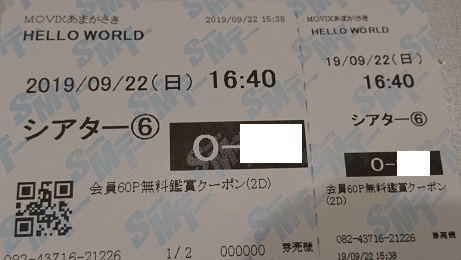 MOVIXあまがさき 2019/09/22 15:38
HELLO WORLD
2019/09/22(日) 16:40
シアター⑥
O-
会員60P無料鑑賞クーポン(2D)
082-43716-21226 1/2 000000 券売機
MOVIXあまがさき
HELLO WORLD
19/09/22(日)
16:40
シアター⑥
O-
会員60P無料鑑賞クーポン
(2D)
082-43716-21226 券売機
19/09/22 15:38
SMT